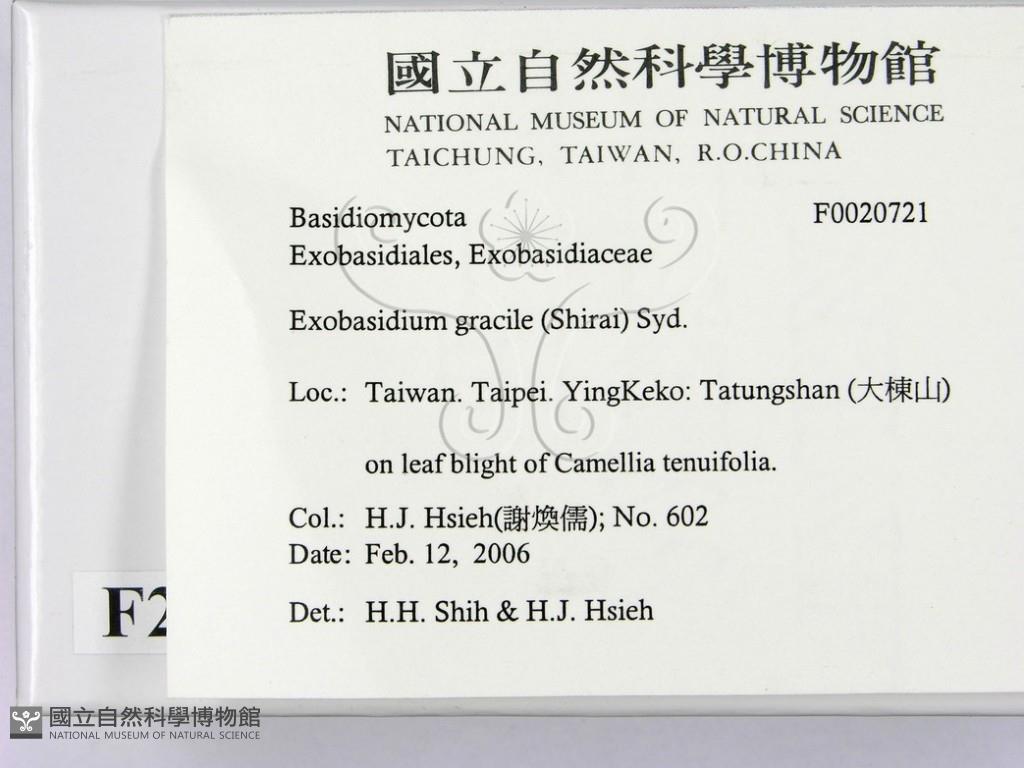 國立自然科學博物館
NATIONAL MUSEUM OF NATURAL SCIENCE
TAICHUNG, TAIWAN, R.O.CHINA
Basidiomycota F0020721
Exobasidiales, Exobasidiaceae
Exobasidium gracile (Shirai) Syd.
Loc.: Taiwan. Taipei. YingKeko: Tatungshan (大棟山)
on leaf blight of Camellia tenuifolia.
Col.: H.J. Hsieh(謝煥儒); No. 602
Date: Feb. 12, 2006
Det.: H.H. Shih & H.J. Hsieh
F2
國立自然科學博物館
NATIONAL MUSEUM OF NATURAL SCIENCE